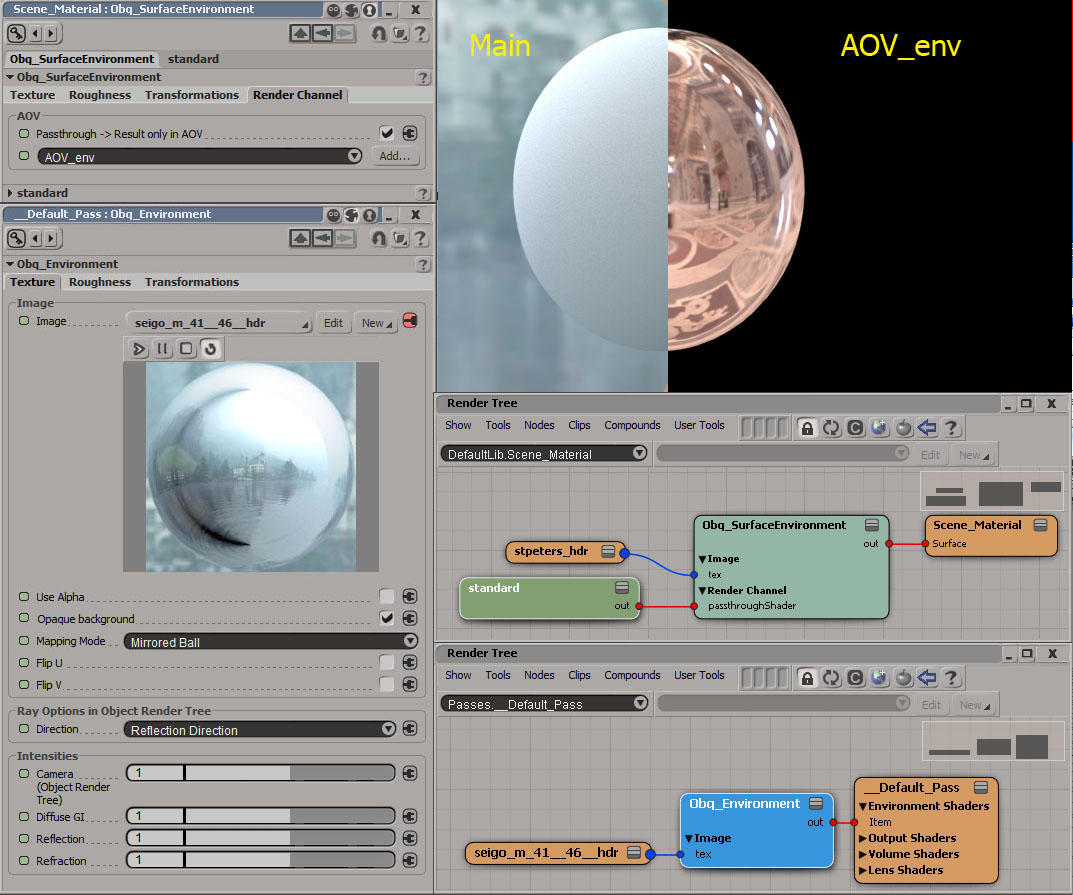 Scene_Material : Obq_SurfaceEnvironment
Obq_SurfaceEnvironment standard
Obq_SurfaceEnvironment ?
Texture Roughness Transformations Render Channel
AOV
Passthrough -> Result only in AOV
AOV_env Add...
standard ?
__Default_Pass : Obq_Environment
Obq_Environment ?
Texture Roughness Transformations
Image
Image seigo_m_41__46__hdr Edit New
Use Alpha
Opaque background
Mapping Mode Mirrored Ball
Flip U
Flip V
Ray Options in Object Render Tree
Direction Reflection Direction
Intensities
Camera 1
(Object Render
Tree)
Diffuse GI 1
Reflection 1
Refraction 1
Main
AOV_env
Render Tree
Show Tools Nodes Clips Compounds User Tools
DefaultLib.Scene_Material Edit New
stpeters_hdr
standard
out
Obq_SurfaceEnvironment
out
Image
tex
Render Channel
passthroughShader
Scene_Material
Surface
Render Tree
Show Tools Nodes Clips Compounds User Tools
Passes.__Default_Pass Edit New
seigo_m_41__46__hdr
Obq_Environment
out
Image
tex
__Default_Pass
Environment Shaders
Item
Output Shaders
Volume Shaders
Lens Shaders